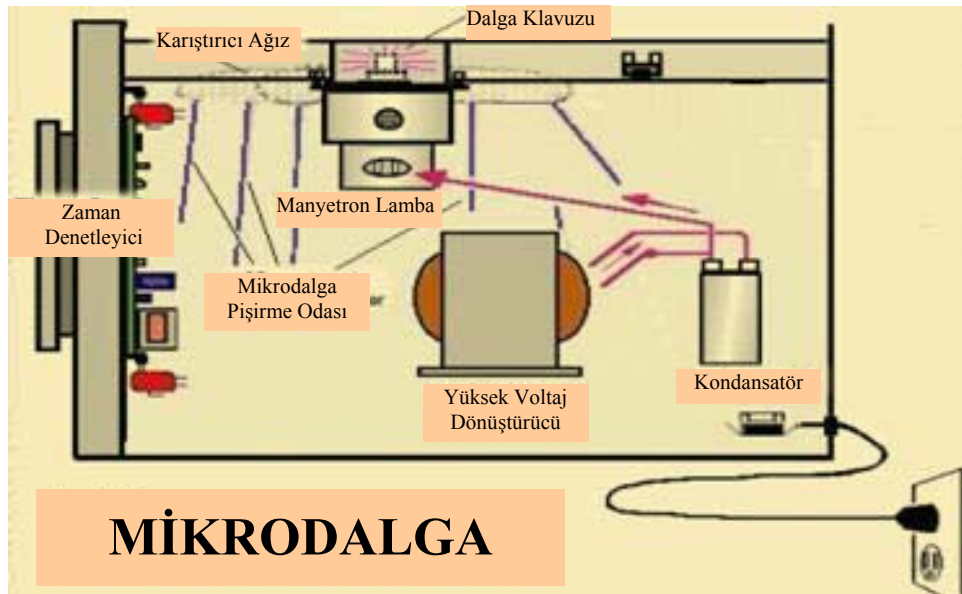 Dalga Klavuzu
Karıştırıcı Ağız
Manyetron Lamba
Zaman
Denetleyici
Mikrodalga
Pişirme Odası
Kondansatör
Yüksek Voltaj
Dönüştürücü
MİKRODALGA